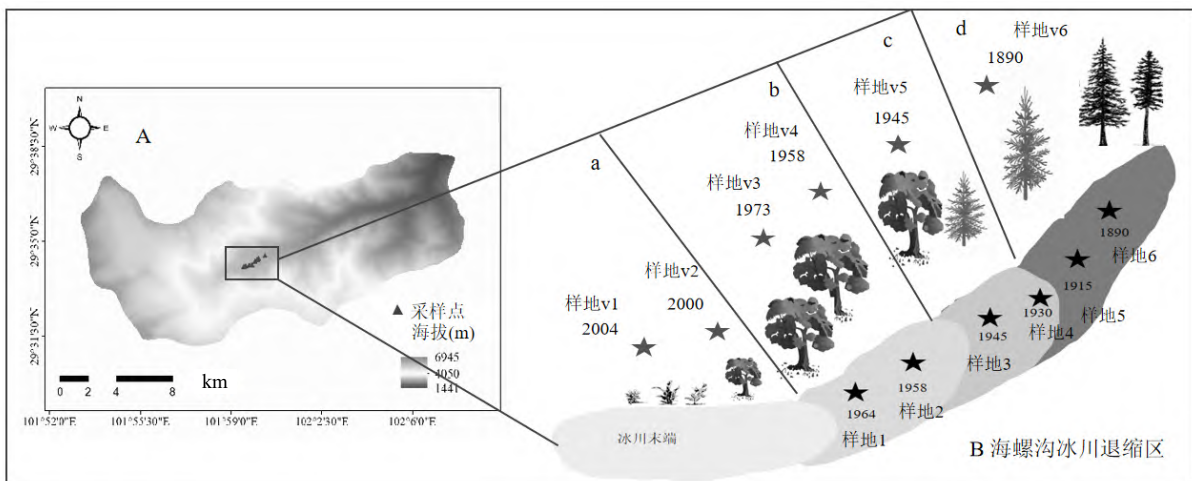 A
N
W
E
S
29°38'30"N
29°35'0"N
29°31'30"N
采样点
海拔(m)
6945
4050
1441
0 2 4 8 km
101°52'0"E
101°55'30"E
101°59'0"E
102°2'30"E
102°6'0"E
a
b
c
d
样地v1
2004
样地v2
2000
样地v3
1973
样地v4
1958
样地v5
1945
样地v6
1890
冰川末端
1964
样地1
1958
样地2
1945
样地3
1930
样地4
1915
样地5
1890
样地6
B 海螺沟冰川退缩区